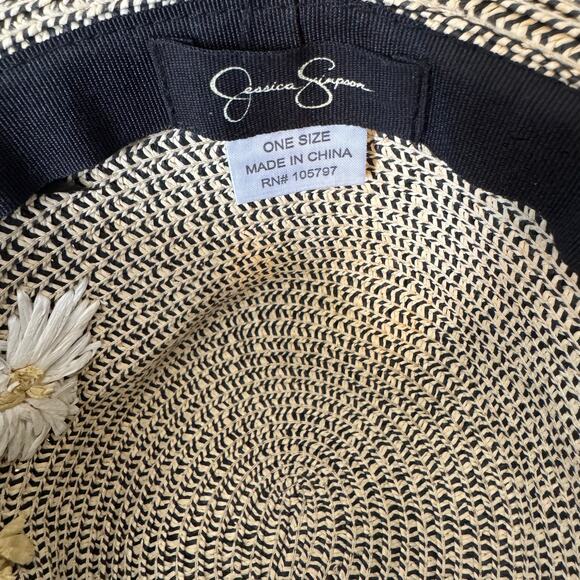 Jessica Simpson
ONE SIZE
MADE IN CHINA
RN# 105797